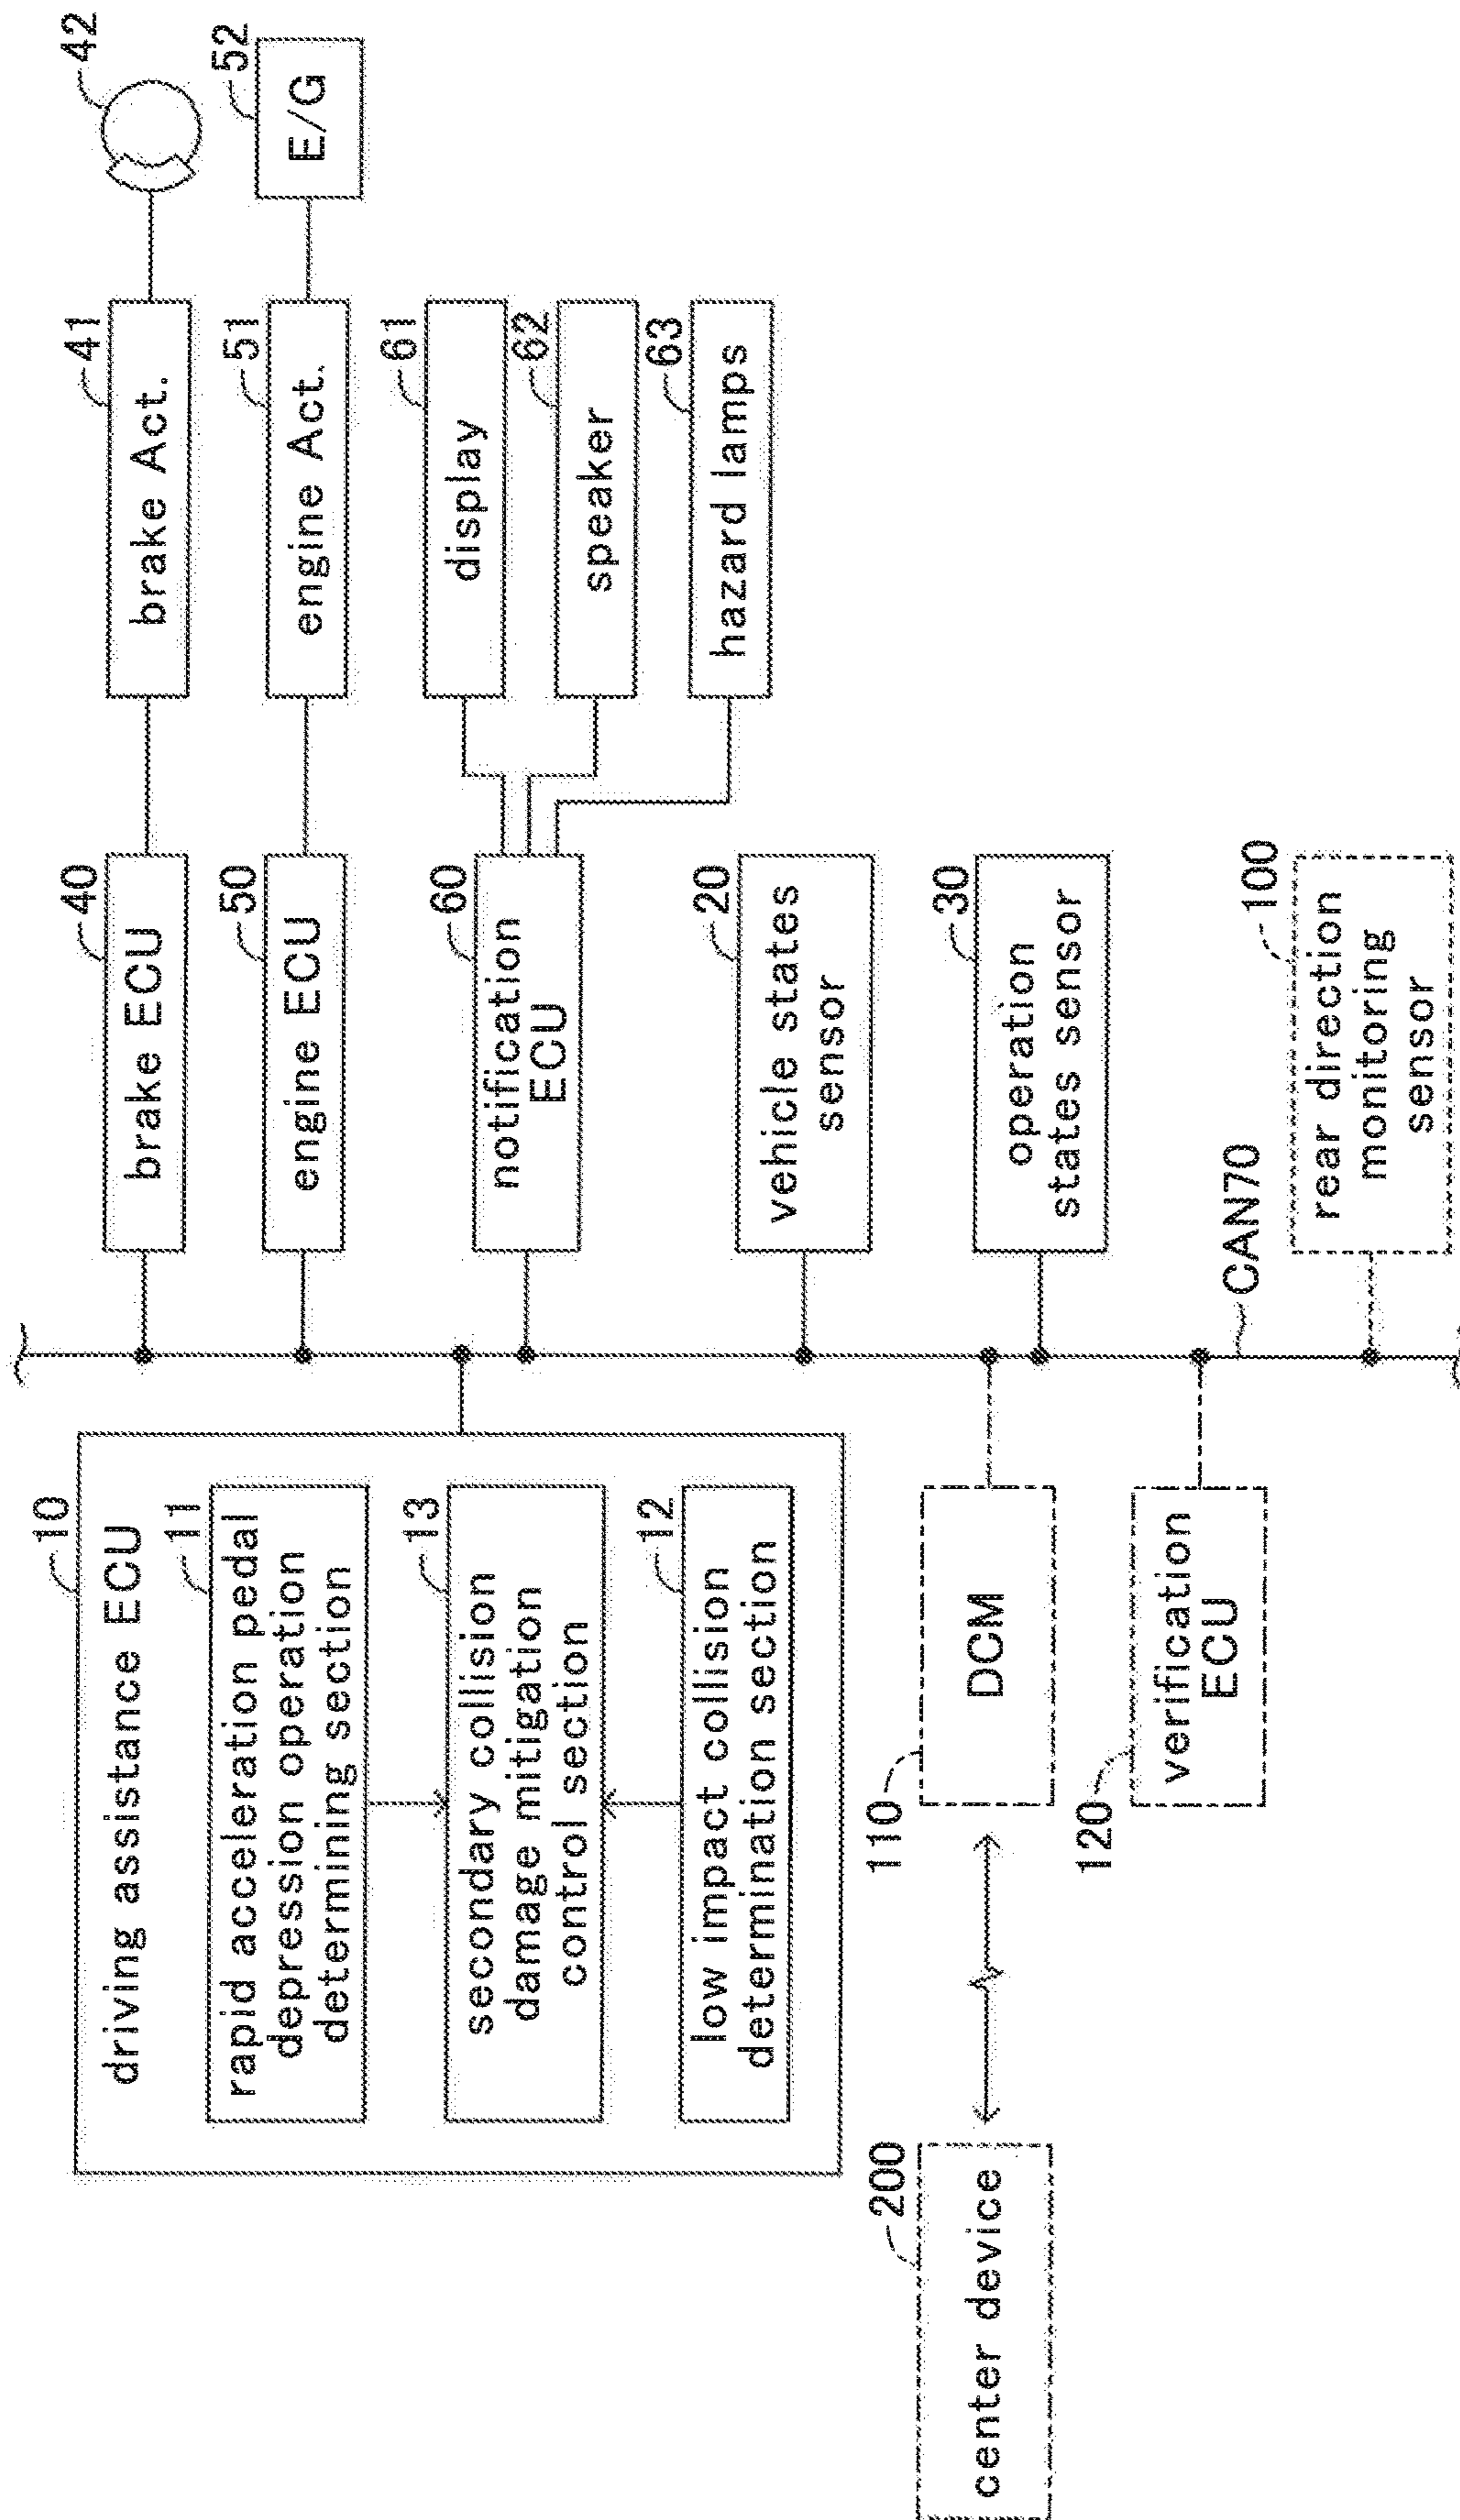 10
driving assistance ECU
11
rapid acceleration pedal
depression operation
determining section
13
secondary collision
damage mitigation
control section
12
low impact collision
determination section
40
brake ECU
41
brake Act.
42
50
engine ECU
51
engine Act.
52
E/G
60
notification
ECU
61
display
62
speaker
63
hazard lamps
20
vehicle states
sensor
30
operation
states sensor
CAN70
100
rear direction
monitoring
sensor
200
center device
110
DCM
120
verification
ECU